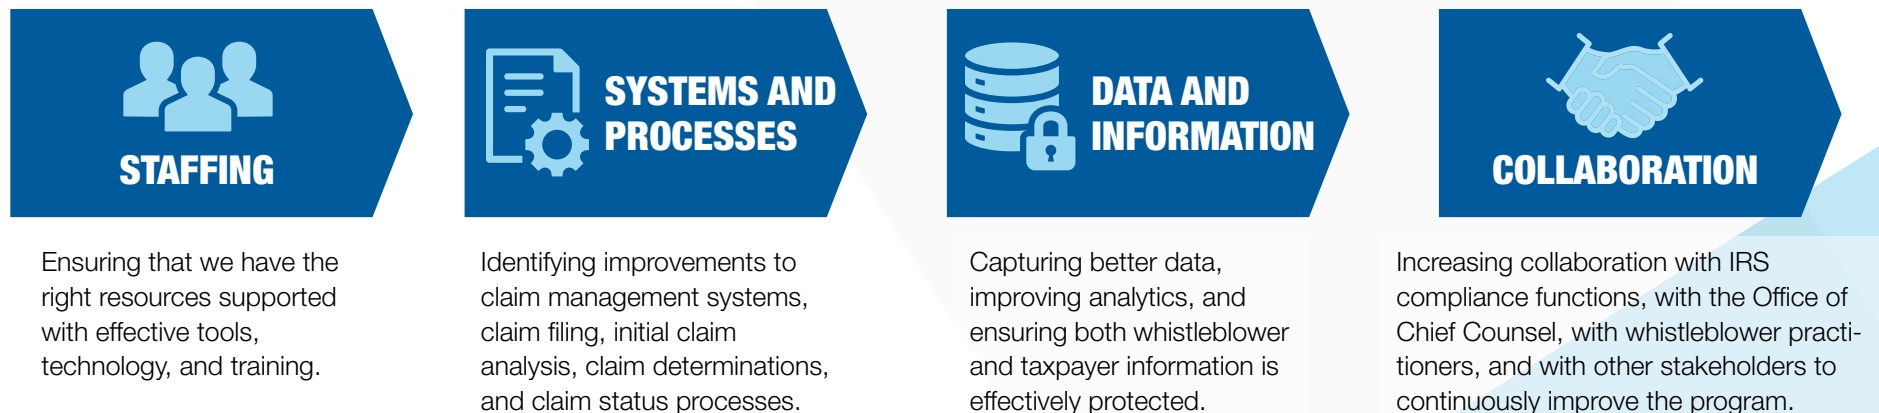 STAFFING
Ensuring that we have the
right resources supported
with effective tools,
technology, and training.
SYSTEMS AND
PROCESSES
Identifying improvements to
claim management systems,
claim filing, initial claim
analysis, claim determinations,
and claim status processes.
DATA AND
INFORMATION
Capturing better data,
improving analytics, and
ensuring both whistleblower
and taxpayer information is
effectively protected.
COLLABORATION
Increasing collaboration with IRS
compliance functions, with the Office of
Chief Counsel, with whistleblower practi-
tioners, and with other stakeholders to
continuously improve the program.